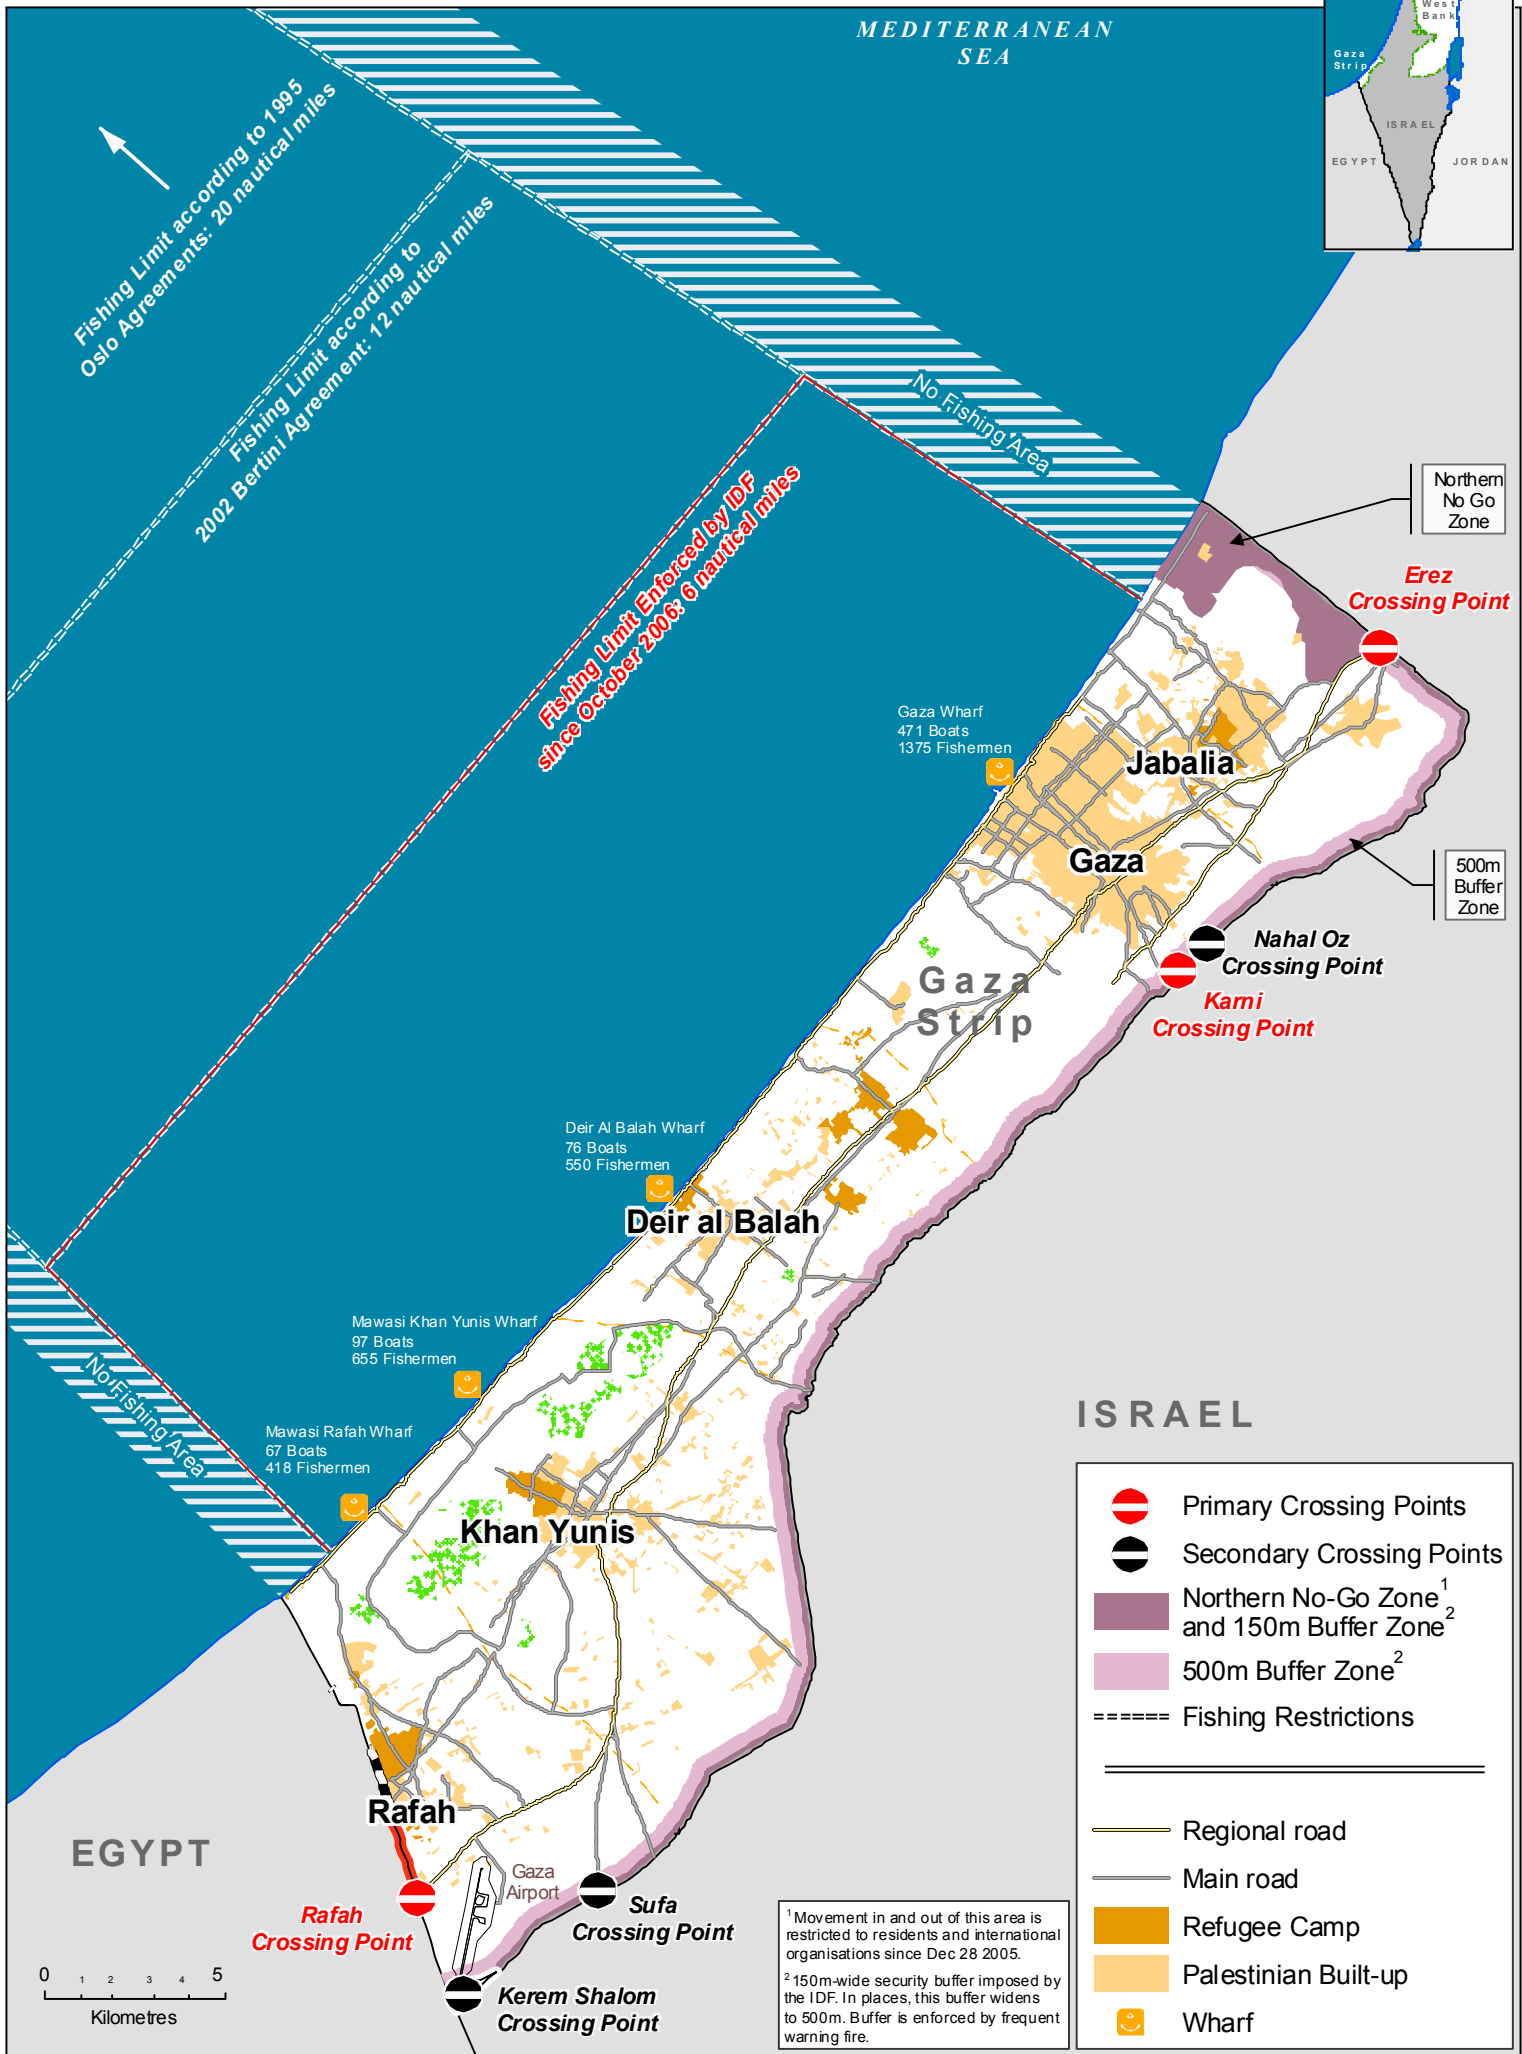 MEDITERRANEAN
SEA
West
Bank
Gaza
Strip
ISRAEL
EGYPT
JORDAN
Fishing Limit according to 1995
Oslo Agreements: 20 nautical miles
Fishing Limit according to
2002 Bertini Agreement: 12 nautical miles
Fishing Limit Enforced by IDF
since October 2006: 6 nautical miles
No Fishing Area
Northern
No Go
Zone
Erez
Crossing Point
Gaza Wharf
471 Boats
1375 Fishermen
Jabalia
Gaza
500m
Buffer
Zone
Nahal Oz
Crossing Point
Karni
Crossing Point
Gaza
Strip
Deir Al Balah Wharf
76 Boats
550 Fishermen
Deir al Balah
Mawasi Khan Yunis Wharf
97 Boats
655 Fishermen
No Fishing Area
Mawasi Rafah Wharf
67 Boats
418 Fishermen
Khan Yunis
ISRAEL
Rafah
EGYPT
Gaza
Airport
Rafah
Crossing Point
Sufa
Crossing Point
Kerem Shalom
Crossing Point
0 1 2 3 4 5
Kilometres
1 Movement in and out of this area is
restricted to residents and international
organisations since Dec 28 2005.
2 150m-wide security buffer imposed by
the IDF. In places, this buffer widens
to 500m. Buffer is enforced by frequent
warning fire.
Primary Crossing Points
Secondary Crossing Points
Northern No-Go Zone1
and 150m Buffer Zone2
500m Buffer Zone2
Fishing Restrictions
Regional road
Main road
Refugee Camp
Palestinian Built-up
Wharf